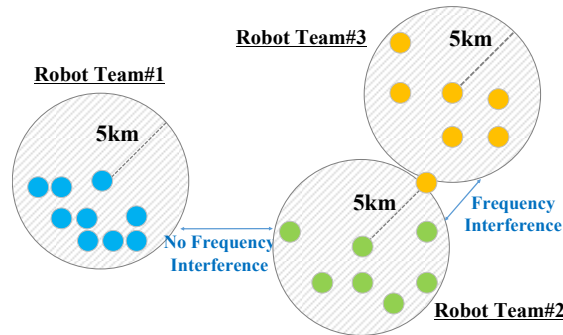 Robot Team#1
5km
Robot Team#3
5km
5km
No Frequency
Interference
Frequency
Interference
Robot Team#2